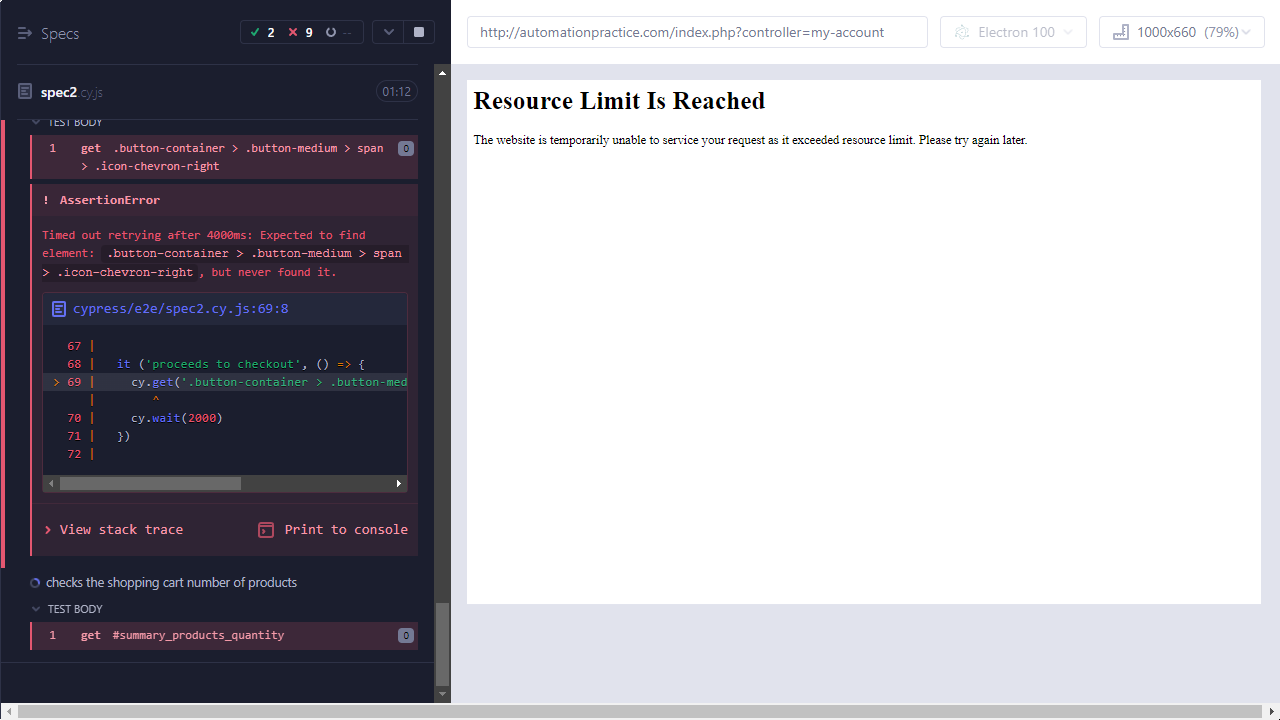 Specs
2
9
--
http://automationpractice.com/index.php?controller=my-account
Electron 100
1000x660 (79%)
spec2 cy.js
01:12
TEST BODY
1 get .button-container > .button-medium > span
> .icon-chevron-right
0
! AssertionError
Timed out retrying after 4000ms: Expected to find
element: .button-container > .button-medium > span
> .icon-chevron-right , but never found it.
cypress/e2e/spec2.cy.js:69:8
67 |
68 | it ('proceeds to checkout', () => {
> 69 | cy.get('.button-container > .button-med
| ^
70 | cy.wait(2000)
71 | })
72 |
> View stack trace
Print to console
checks the shopping cart number of products
TEST BODY
1 get #summary_products_quantity
0
Resource Limit Is Reached
The website is temporarily unable to service your request as it exceeded resource limit. Please try again later.